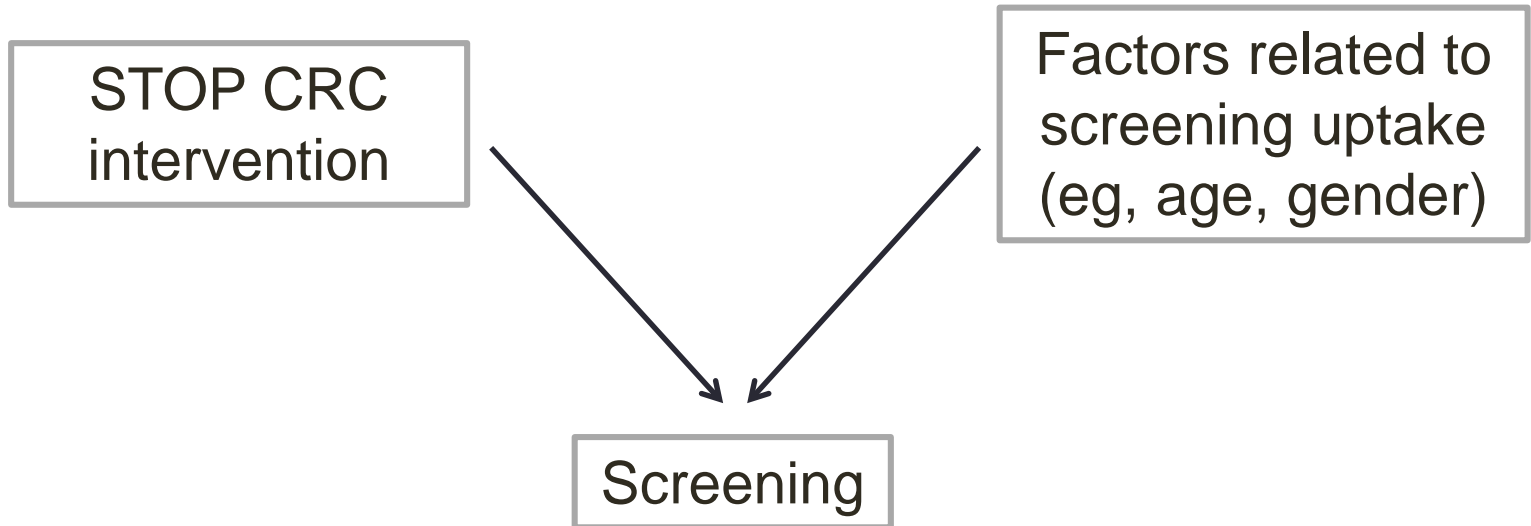 STOP CRC
intervention
Factors related to
screening uptake
(eg, age, gender)
Screening